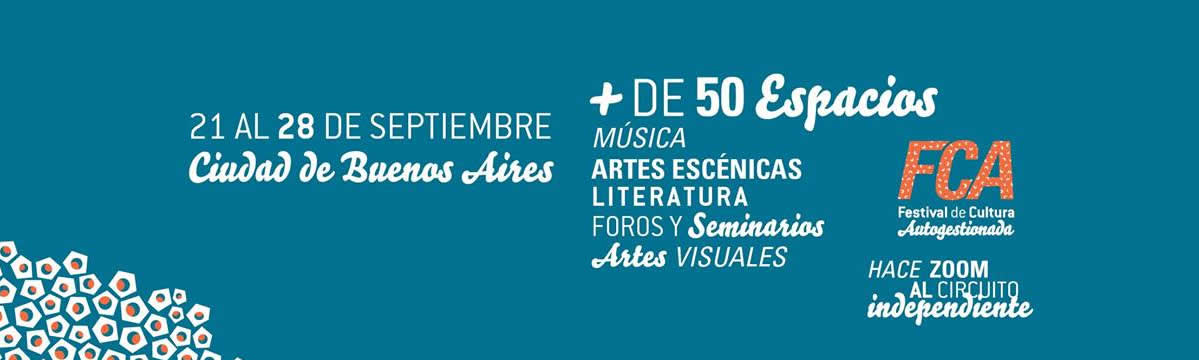 21 AL 28 DE SEPTIEMBRE
Ciudad de Buenos Aires
+ DE 50 Espacios
MÚSICA
ARTES ESCÉNICAS
LITERATURA
FOROS Y Seminarios
Artes VISUALES
FCA
Festival de Cultura
Autogestionada
HACE ZOOM
AL CIRCUITO
independiente